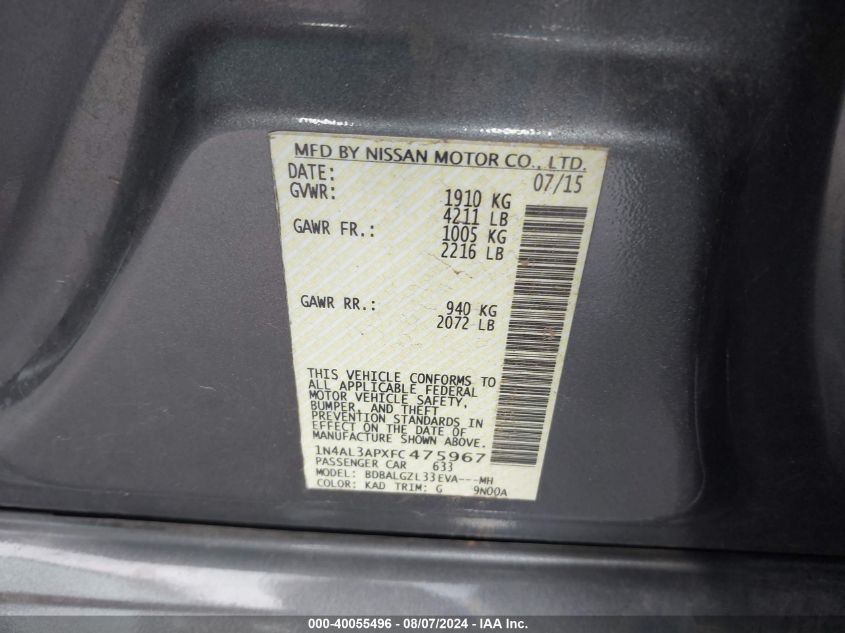 MFD BY NISSAN MOTOR CO., LTD.
DATE: 07/15
GVWR: 1910 KG
4211 LB
GAWR FR.: 1005 KG
2216 LB
GAWR RR.: 940 KG
2072 LB
THIS VEHICLE CONFORMS TO
ALL APPLICABLE FEDERAL
MOTOR VEHICLE SAFETY,
BUMPER, AND THEFT
PREVENTION STANDARDS IN
EFFECT ON THE DATE OF
MANUFACTURE SHOWN ABOVE.
1N4AL3APXFC475967
PASSENGER CAR 633
MODEL: BDBALGZL33EVA---MH
COLOR: KAD TRIM: G 9N00A
000-40055496 - 08/07/2024 - IAA Inc.